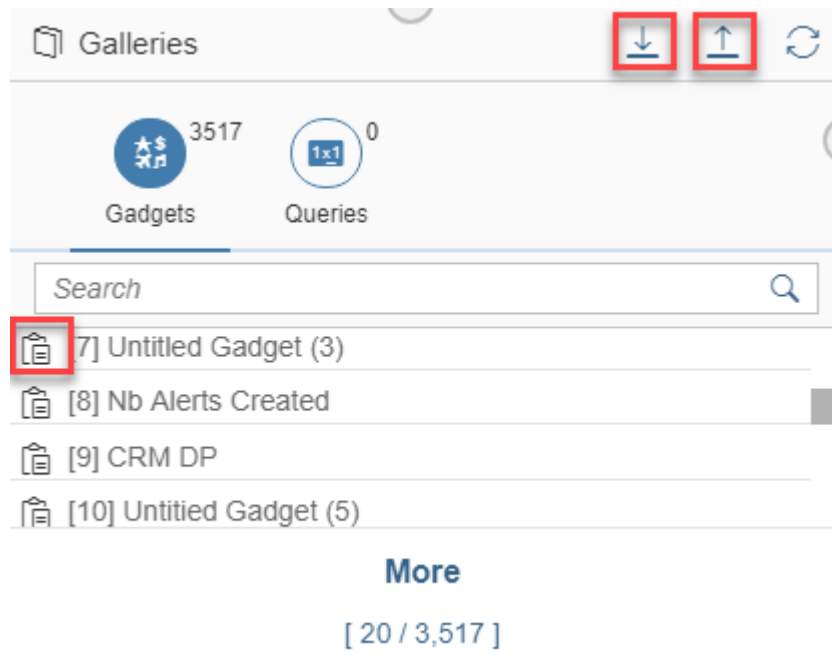 Galleries
3517
0
1x1
Gadgets
Queries
Search
[7] Untitled Gadget (3)
[8] Nb Alerts Created
[9] CRM DP
[10] Untitied Gadget (5)
More
[ 20 / 3,517 ]